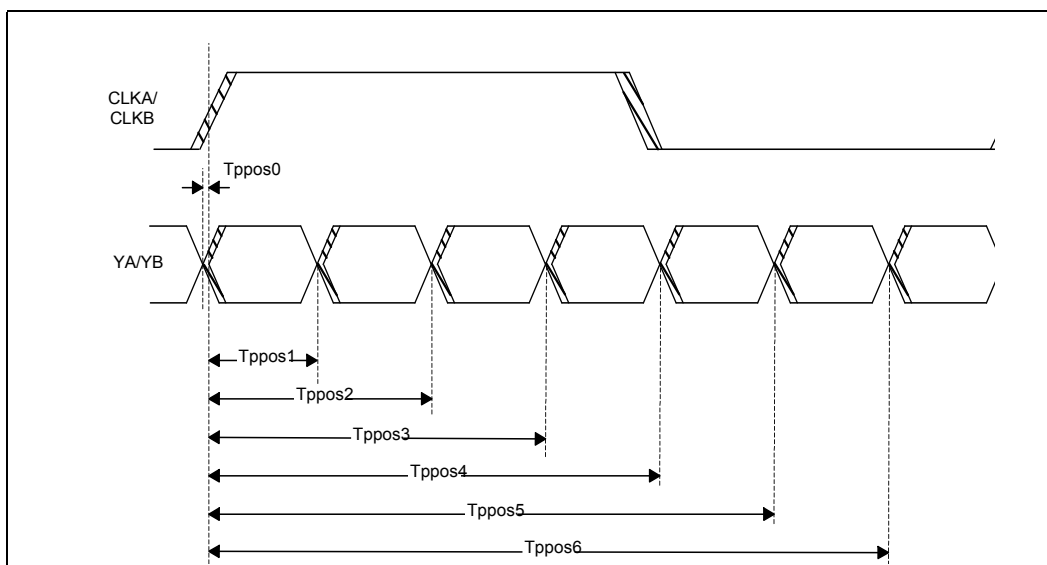 CLKA/
CLKB
Tppos0
YA/YB
Tppos1
Tppos2
Tppos3
Tppos4
Tppos5
Tppos6